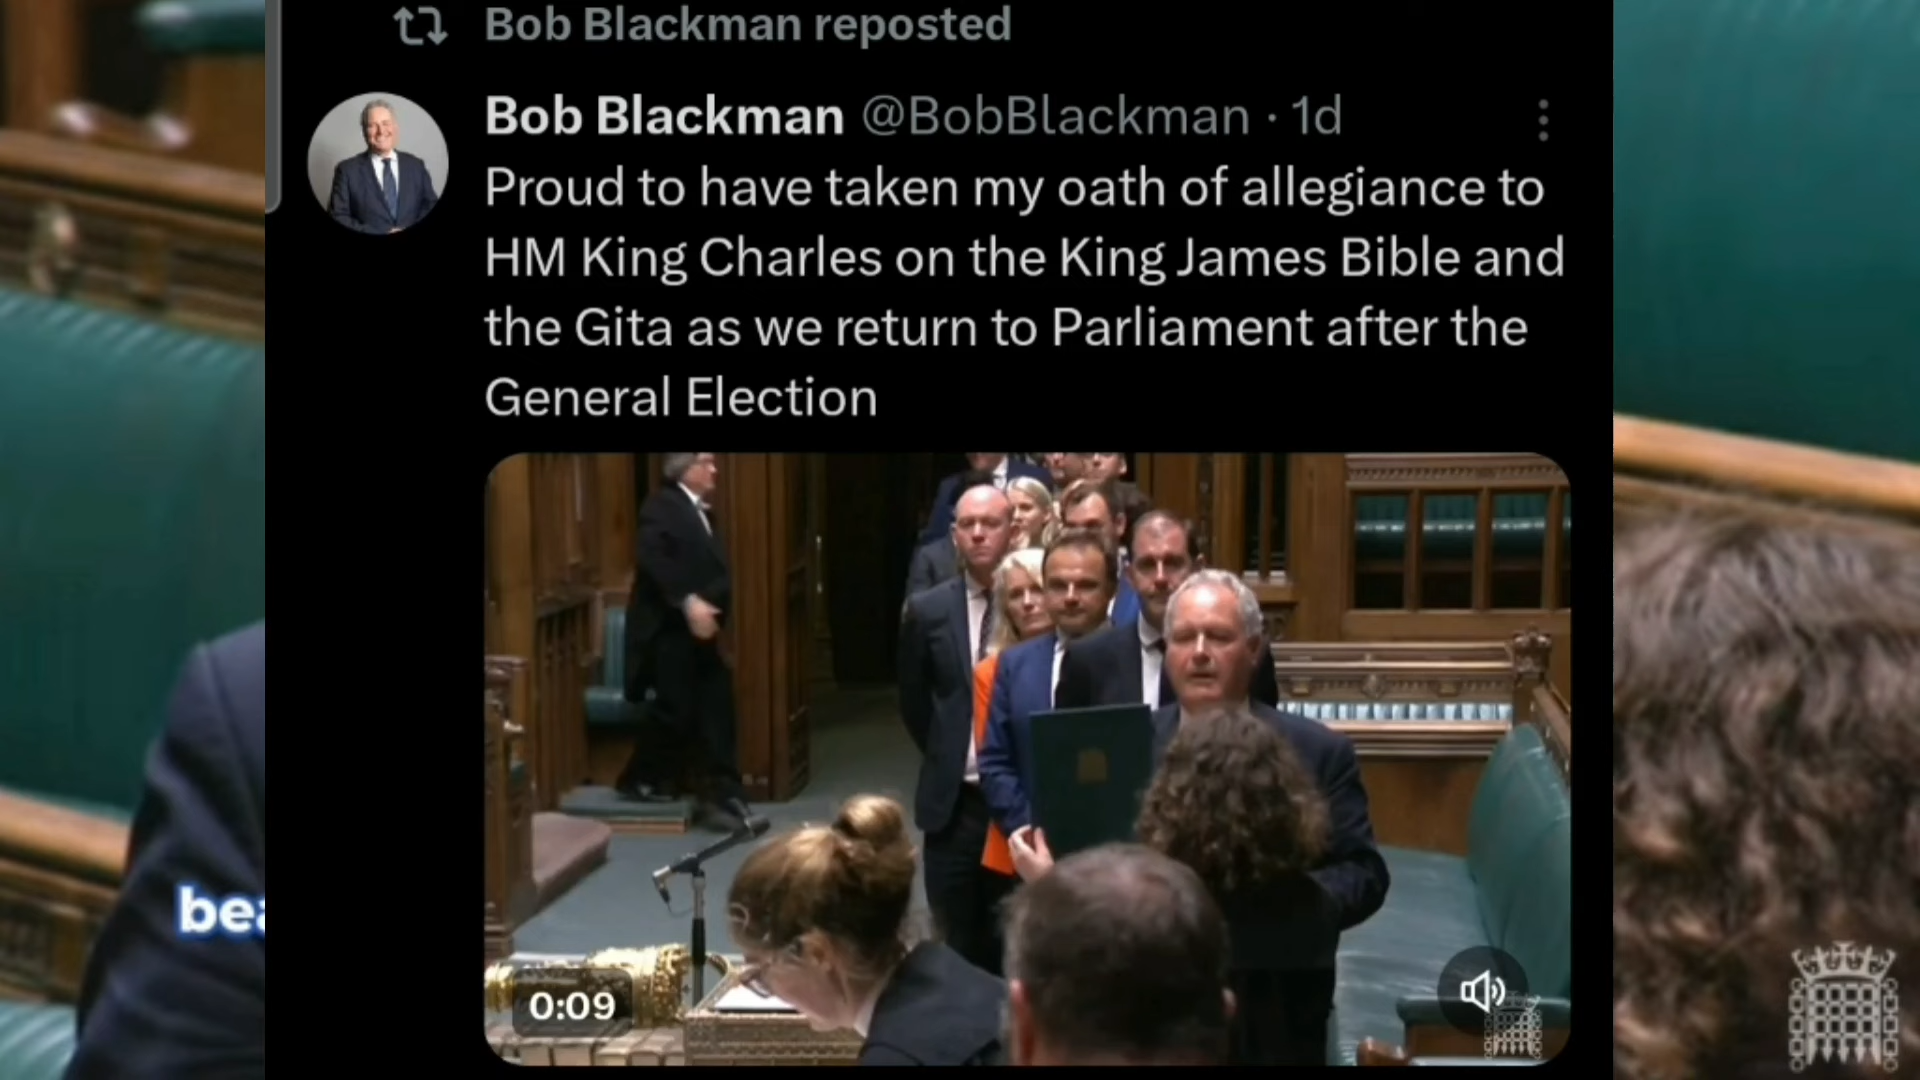 Bob Blackman reposted
Bob Blackman @BobBlackman · 1d
Proud to have taken my oath of allegiance to
HM King Charles on the King James Bible and
the Gita as we return to Parliament after the
General Election
0:09